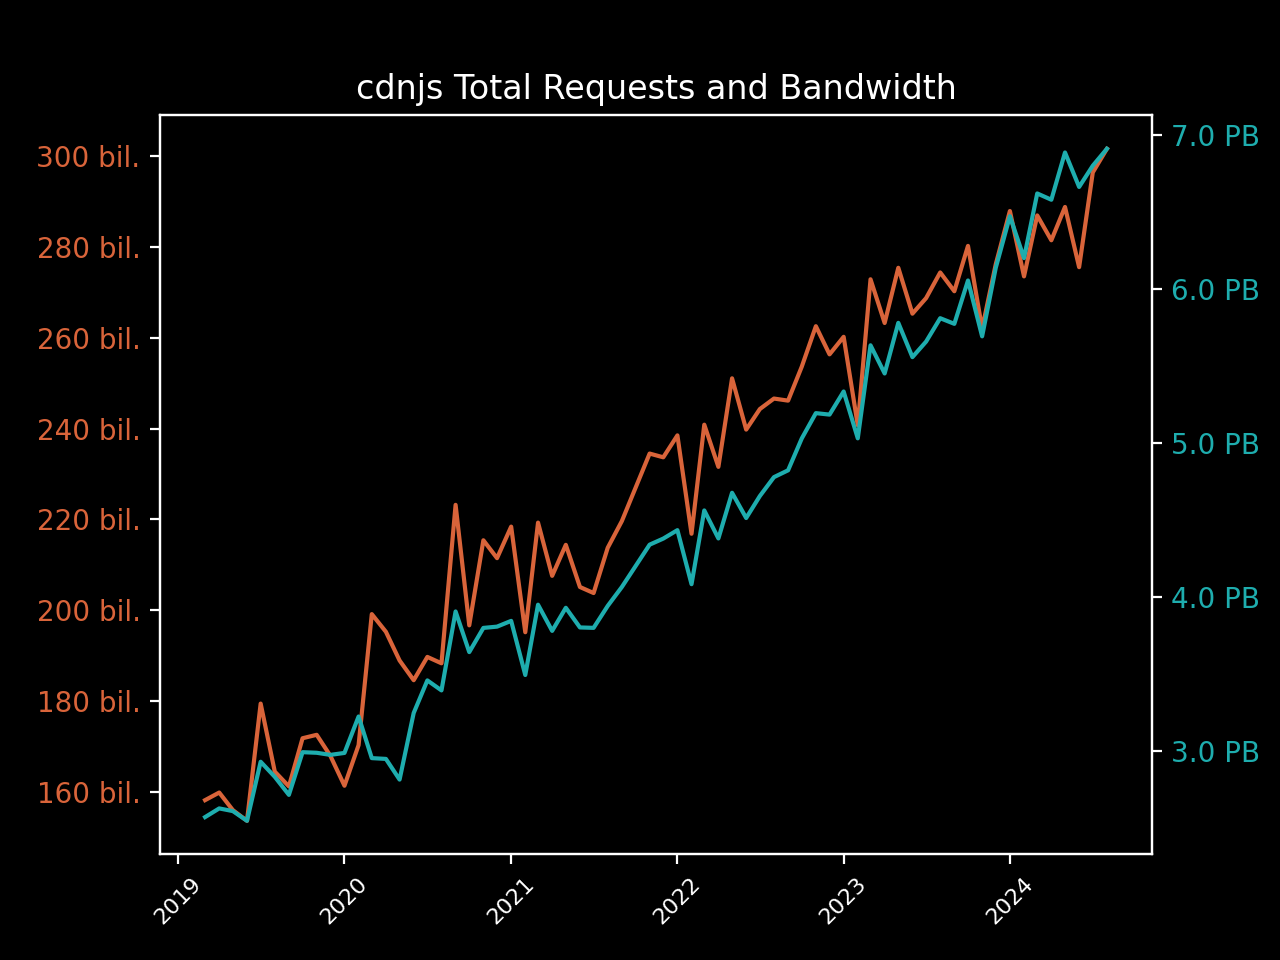 cdnjs Total Requests and Bandwidth
300 bil.
280 bil.
260 bil.
240 bil.
220 bil.
200 bil.
180 bil.
160 bil.
7.0 PB
6.0 PB
5.0 PB
4.0 PB
3.0 PB
2019
2020
2021
2022
2023
2024